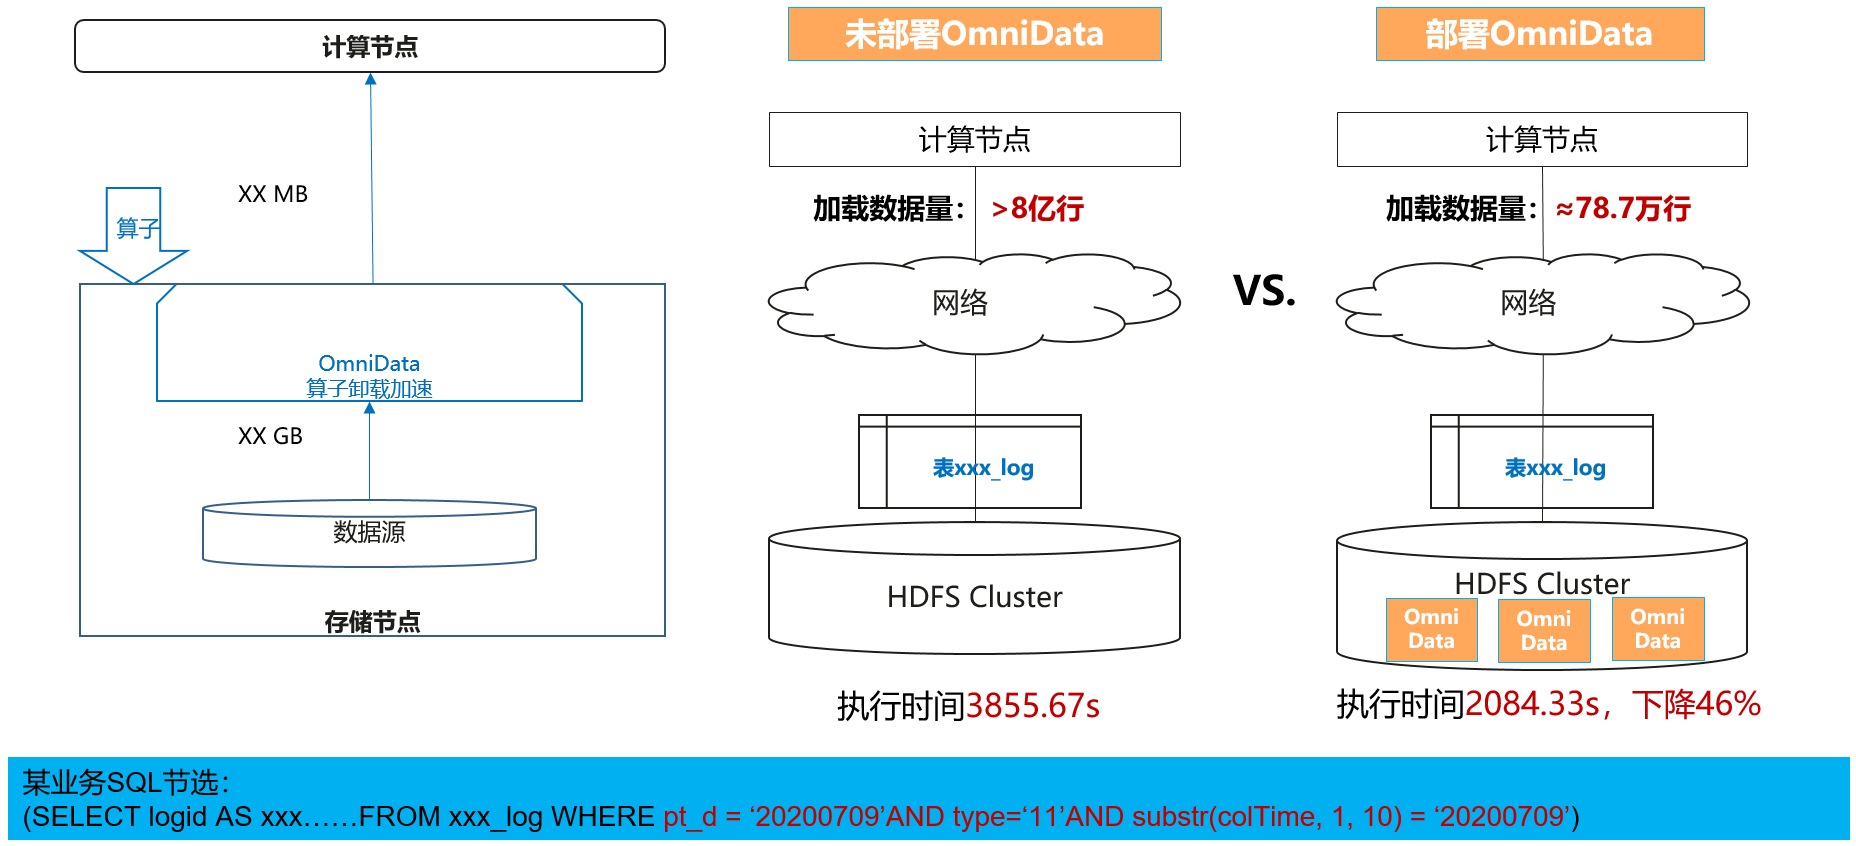 计算节点
XX MB
算子
OmniData
算子卸载加速
XX GB
数据源
存储节点
未部署OmniData
计算节点
加载数据量： >8亿行
网络
表xxx_log
HDFS Cluster
执行时间3855.67s
VS.
部署OmniData
计算节点
加载数据量：≈78.7万行
网络
表xxx_log
HDFS Cluster
Omni
Data
Omni
Data
Omni
Data
执行时间2084.33s，下降46%
某业务SQL节选：
(SELECT logid AS xxx……FROM xxx_log WHERE pt_d = ‘20200709’AND type=‘11’AND substr(colTime, 1, 10) = ‘20200709’)